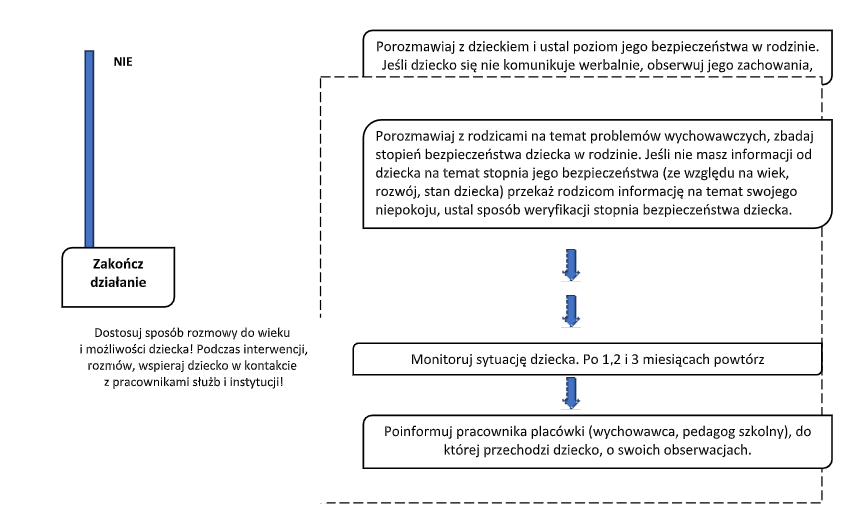 NIE
Porozmawiaj z dzieckiem i ustal poziom jego bezpieczeństwa w rodzinie.
Jeśli dziecko się nie komunikuje werbalnie, obserwuj jego zachowania,
Porozmawiaj z rodzicami na temat problemów wychowawczych, zbadaj
stopień bezpieczeństwa dziecka w rodzinie. Jeśli nie masz informacji od
dziecka na temat stopnia jego bezpieczeństwa (ze względu na wiek,
rozwój, stan dziecka) przekaż rodzicom informację na temat swojego
niepokoju, ustal sposób weryfikacji stopnia bezpieczeństwa dziecka.
Zakończ
działanie
Dostosuj sposób rozmowy do wieku
i możliwości dziecka! Podczas interwencji,
rozmów, wspieraj dziecko w kontakcie
z pracownikami służb i instytucji!
Monitoruj sytuację dziecka. Po 1,2 i 3 miesiącach powtórz
Poinformuj pracownika placówki (wychowawca, pedagog szkolny), do
której przechodzi dziecko, o swoich obserwacjach.